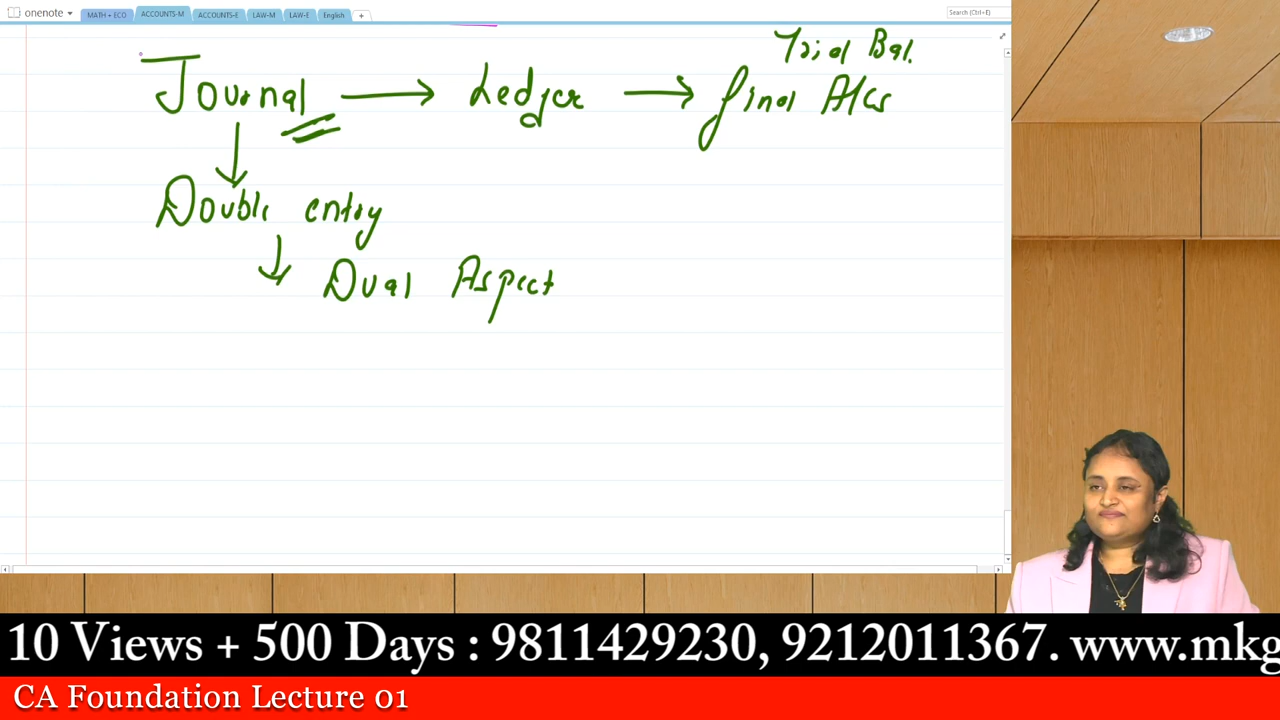 onenote MATH + ECO ACCOUNTS-M ACCOUNTS-E LAW-M LAW-E English + Search (Ctrl+E)
Trial Bal.
Journal → Ledger → final A/cs
Double entry
Dual Aspect
10 Views + 500 Days : 9811429230, 9212011367. www.mkg
CA Foundation Lecture 01